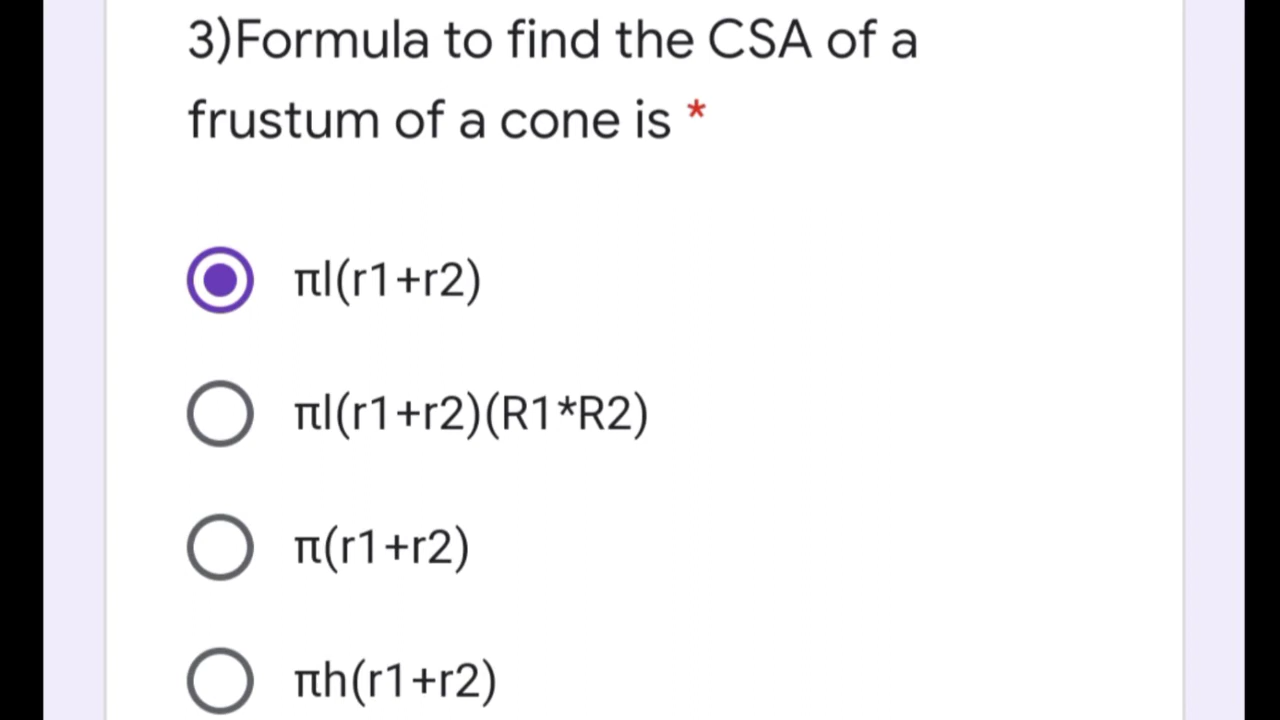 3)Formula to find the CSA of a
frustum of a cone is *
πl(r1+r2)
πl(r1+r2)(R1*R2)
π(r1+r2)
πh(r1+r2)